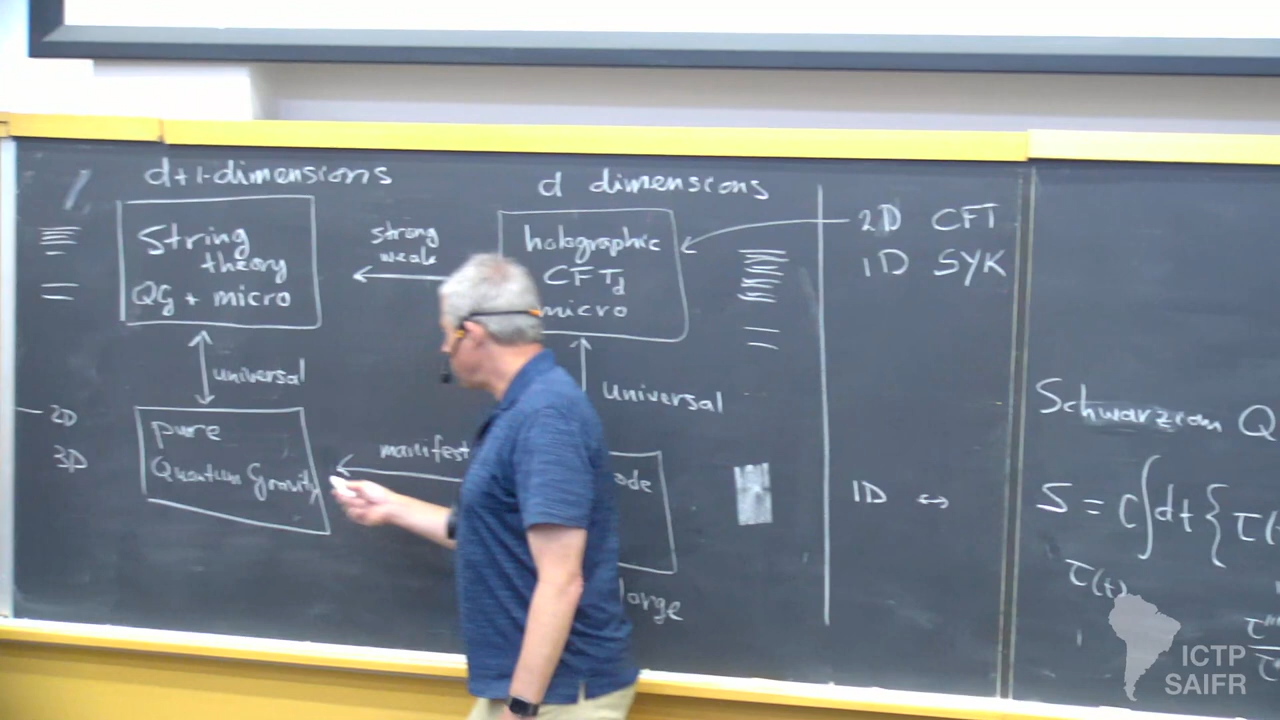 d+1-dimensions
d dimensions
String
theory
QG + micro
strong
weak
holographic
CFT_d
micro
2D CFT
1D SYK
universal
universal
2D
3D
pure
Quantum Gravity
manifest
ode
large
1D ↔
Schwarzian Q
S = c∫dt{τ(
τ(t)
ICTP
SAIFR